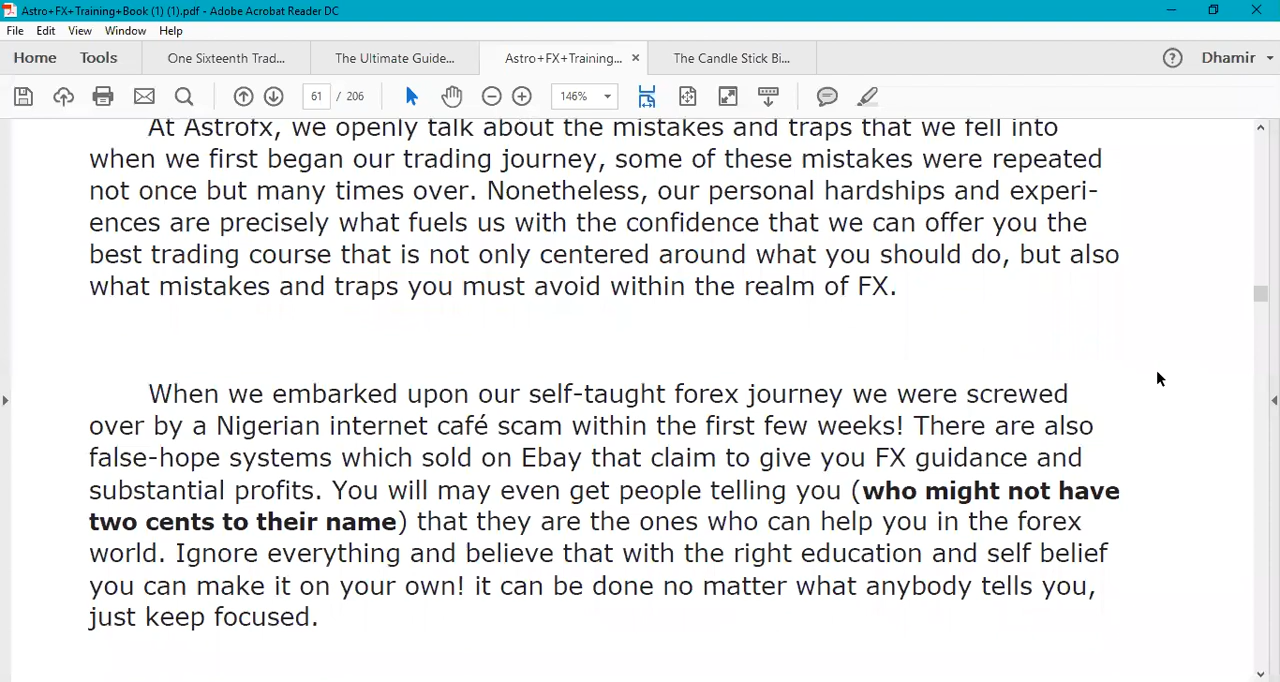 Astro+FX+Training+Book (1) (1).pdf - Adobe Acrobat Reader DC
File Edit View Window Help
Home Tools One Sixteenth Trad... The Ultimate Guide... Astro+FX+Training... × The Candle Stick Bi... Dhamir
61 / 206 146%
At Astrofx, we openly talk about the mistakes and traps that we fell into
when we first began our trading journey, some of these mistakes were repeated
not once but many times over. Nonetheless, our personal hardships and experi-
ences are precisely what fuels us with the confidence that we can offer you the
best trading course that is not only centered around what you should do, but also
what mistakes and traps you must avoid within the realm of FX.
When we embarked upon our self-taught forex journey we were screwed
over by a Nigerian internet café scam within the first few weeks! There are also
false-hope systems which sold on Ebay that claim to give you FX guidance and
substantial profits. You will may even get people telling you (who might not have
two cents to their name) that they are the ones who can help you in the forex
world. Ignore everything and believe that with the right education and self belief
you can make it on your own! it can be done no matter what anybody tells you,
just keep focused.